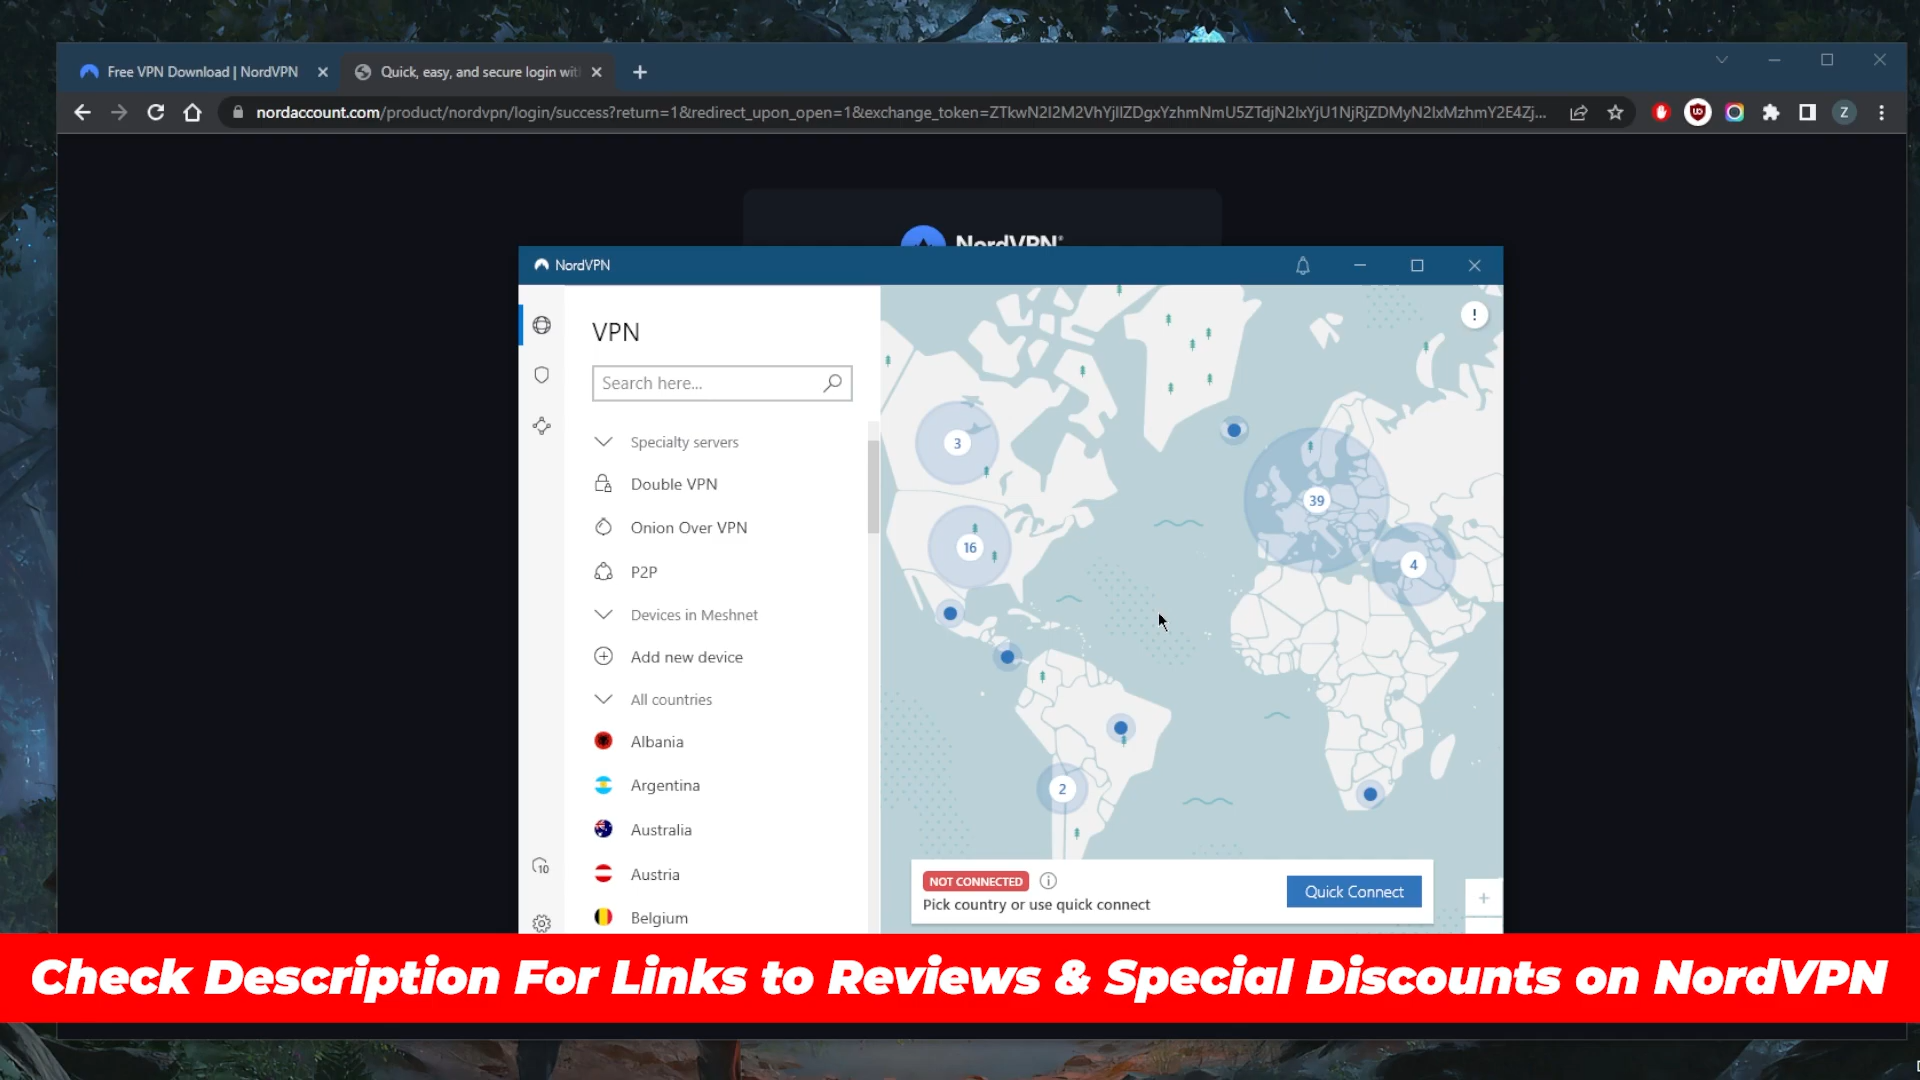 Free VPN Download | NordVPN
Quick, easy, and secure login wit
nordaccount.com/product/nordvpn/login/success?return=1&redirect_upon_open=1&exchange_token=
Z
NordVPN®
NordVPN
VPN
Search here...
Specialty servers
Double VPN
Onion Over VPN
P2P
Devices in Meshnet
Add new device
All countries
Albania
Argentina
Australia
Austria
Belgium
10
3
16
39
4
2
!
NOT CONNECTED
Pick country or use quick connect
Quick Connect
Check Description For Links to Reviews & Special Discounts on NordVPN